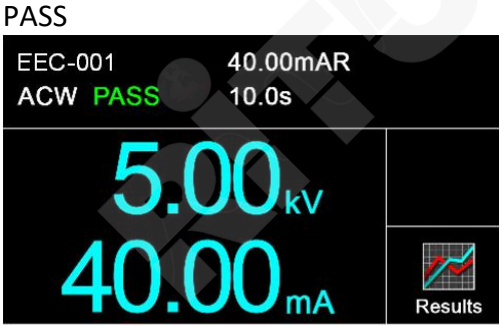 PASS
EEC-001 40.00mAR
ACW PASS 10.0s
5.00kV
40.00mA
Results